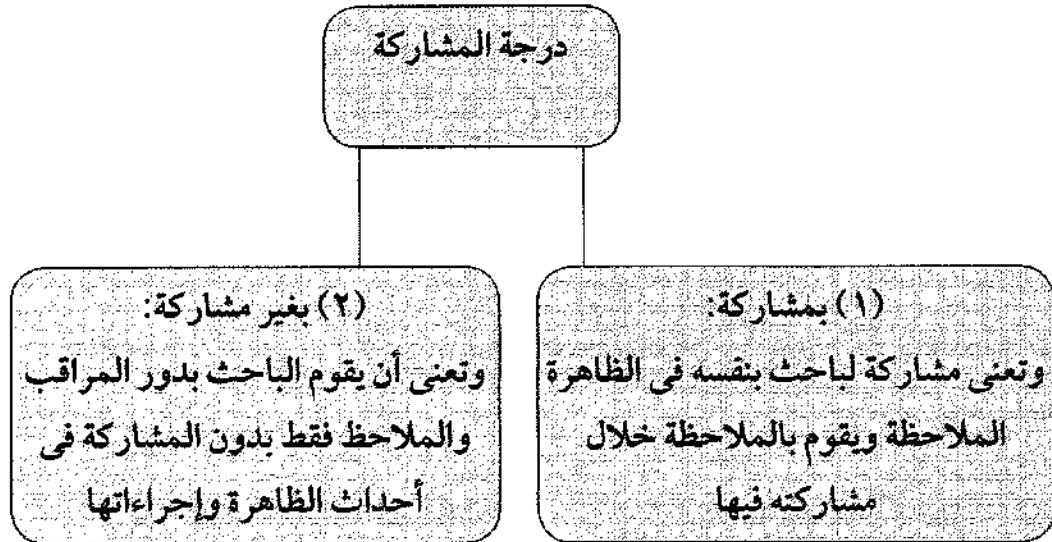 درجة المشاركة
(١) بمشاركة:
وتعنى مشاركة لباحث بنفسه فى الظاهرة
الملاحظة ويقوم بالملاحظة خلال
مشاركته فيها
(٢) بغير مشاركة:
وتعنى أن يقوم الباحث بدور المراقب
والملاحظ فقط بدون المشاركة فى
أحداث الظاهرة وإجراءاتها